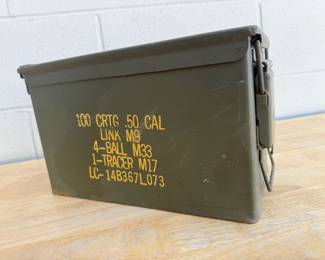 100 CRTG .50 CAL
LINK M9
4-BALL M33
1-TRACER M17
LC-14B367L073